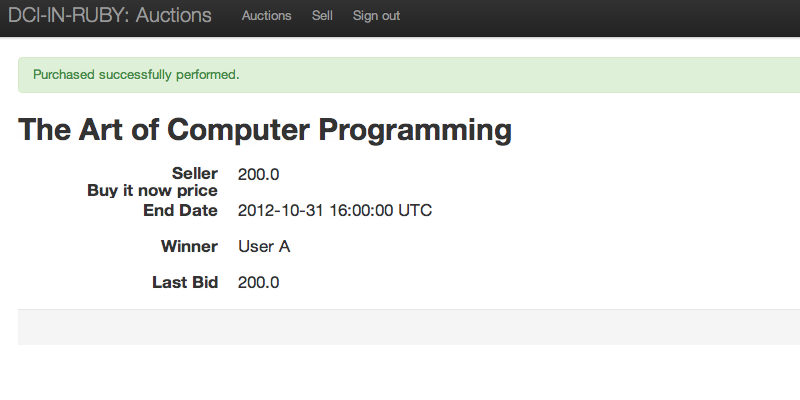 DCI-IN-RUBY: Auctions Auctions Sell Sign out
Purchased successfully performed.
The Art of Computer Programming
Seller 200.0
Buy it now price
End Date 2012-10-31 16:00:00 UTC
Winner User A
Last Bid 200.0